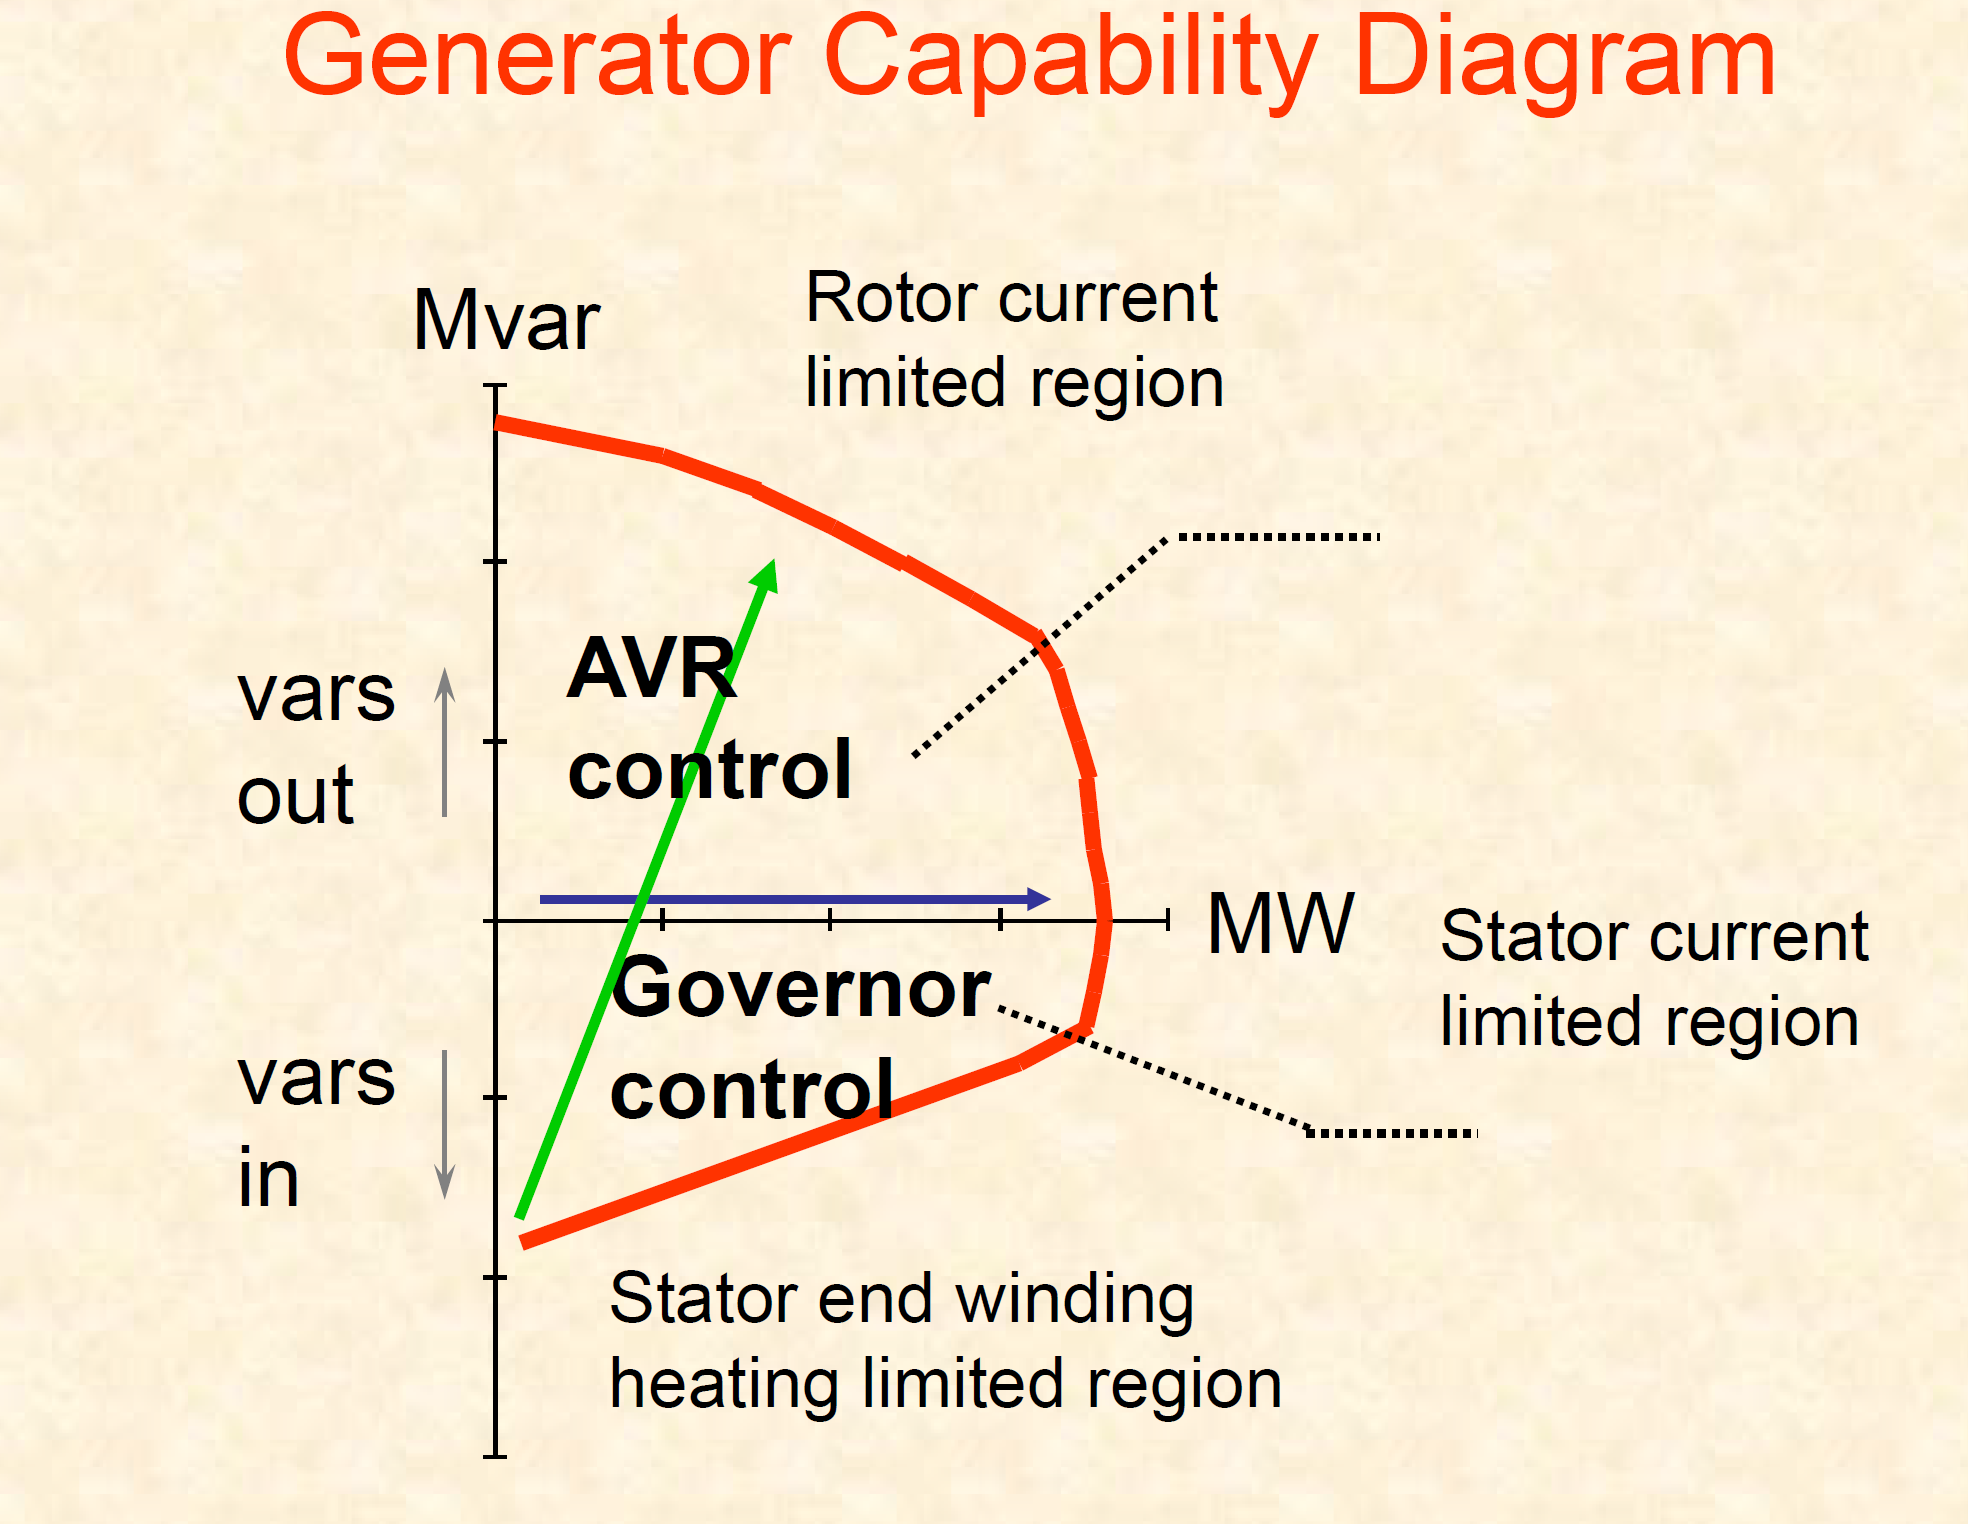 Generator Capability Diagram
Rotor current
limited region
Mvar
AVR
control
vars
out
MW
Stator current
limited region
Governor
control
vars
in
Stator end winding
heating limited region